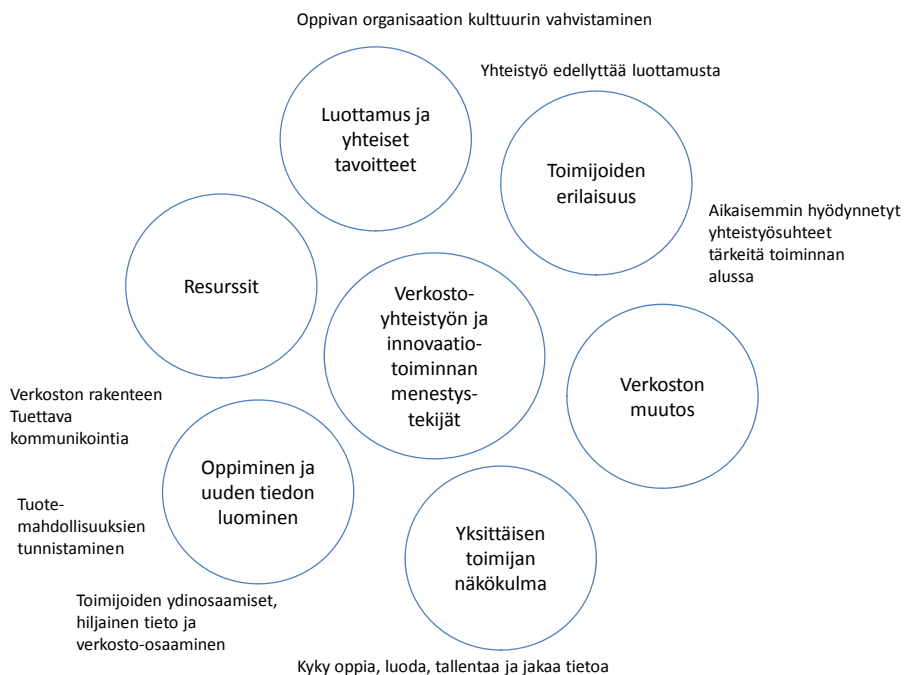 Oppivan organisaation kulttuurin vahvistaminen
Yhteistyö edellyttää luottamusta
Luottamus ja
yhteiset
tavoitteet
Toimijoiden
erilaisuus
Aikaisemmin hyödynnetyt
yhteistyösuhteet
tärkeitä toiminnan
alussa
Resurssit
Verkosto-
yhteistyön ja
innovaatio-
toiminnan
menestys-
tekijät
Verkoston
muutos
Verkoston rakenteen
Tuettava
kommunikointia
Oppiminen ja
uuden tiedon
luominen
Tuote-
mahdollisuuksien
tunnistaminen
Yksittäisen
toimijan
näkökulma
Toimijoiden ydinosaamiset,
hiljainen tieto ja
verkosto-osaaminen
Kyky oppia, luoda, tallentaa ja jakaa tietoa